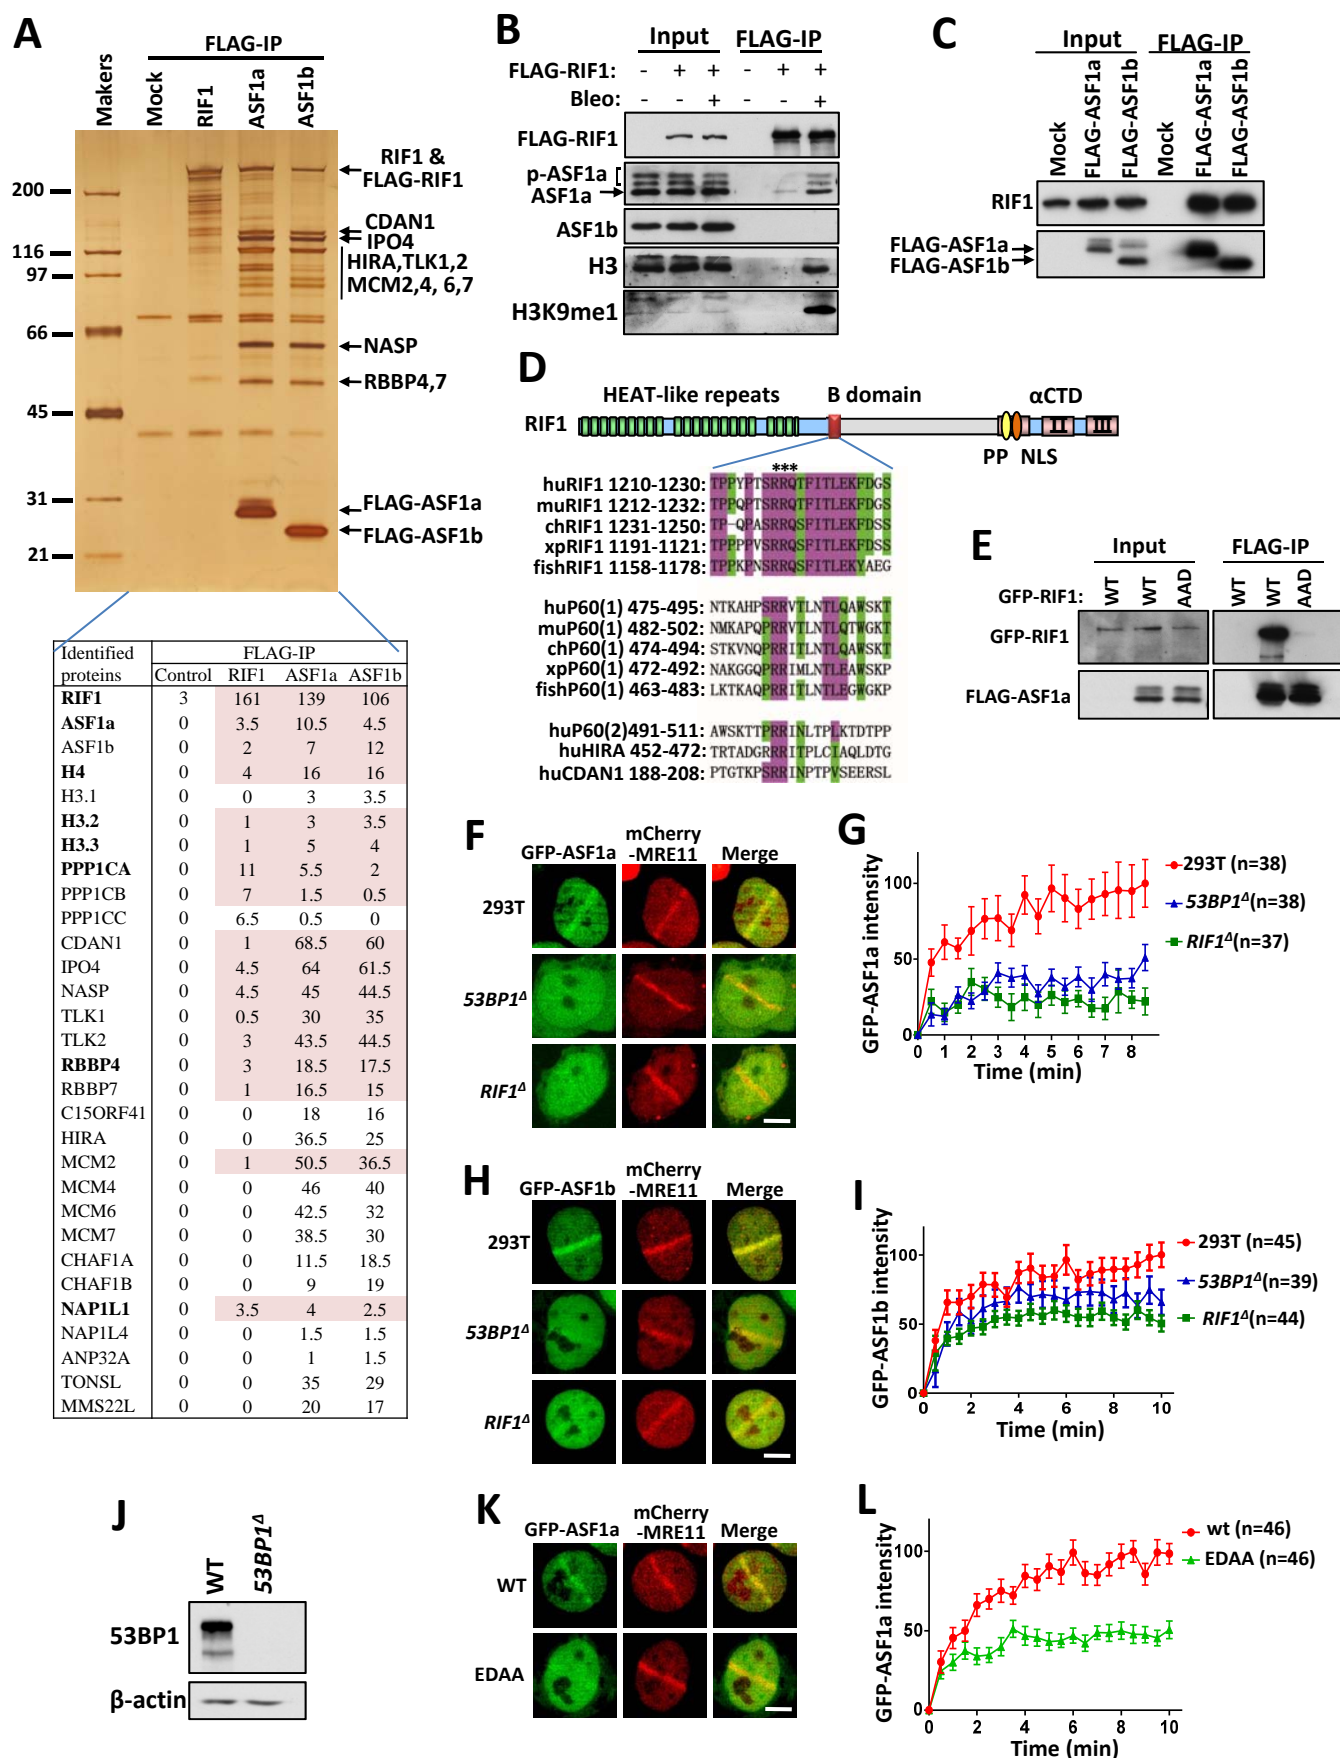 A
FLAG-IP
Makers
Mock
RIF1
ASF1a
ASF1b
200
116
97
66
45
31
21
RIF1 &
FLAG-RIF1
CDAN1
IPO4
HIRA,TLK1,2
MCM2,4, 6,7
NASP
RBBP4,7
FLAG-ASF1a
FLAG-ASF1b
Identified proteins FLAG-IP
Control RIF1 ASF1a ASF1b
RIF1 3 161 139 106
ASF1a 0 3.5 10.5 4.5
ASF1b 0 2 7 12
H4 0 4 16 16
H3.1 0 0 3 3.5
H3.2 0 1 3 3.5
H3.3 0 1 5 4
PPP1CA 0 11 5.5 2
PPP1CB 0 7 1.5 0.5
PPP1CC 0 6.5 0.5 0
CDAN1 0 1 68.5 60
IPO4 0 4.5 64 61.5
NASP 0 4.5 45 44.5
TLK1 0 0.5 30 35
TLK2 0 3 43.5 44.5
RBBP4 0 3 18.5 17.5
RBBP7 0 1 16.5 15
C15ORF41 0 0 18 16
HIRA 0 0 36.5 25
MCM2 0 1 50.5 36.5
MCM4 0 0 46 40
MCM6 0 0 42.5 32
MCM7 0 0 38.5 30
CHAF1A 0 0 11.5 18.5
CHAF1B 0 0 9 19
NAP1L1 0 3.5 4 2.5
NAP1L4 0 0 1.5 1.5
ANP32A 0 0 1 1.5
TONSL 0 0 35 29
MMS22L 0 0 20 17
B
Input FLAG-IP
FLAG-RIF1: - + + - + +
Bleo: - - + - - +
FLAG-RIF1
p-ASF1a
ASF1a
ASF1b
H3
H3K9me1
C
Input FLAG-IP
Mock
FLAG-ASF1a
FLAG-ASF1b
Mock
FLAG-ASF1a
FLAG-ASF1b
RIF1
FLAG-ASF1a
FLAG-ASF1b
D
HEAT-like repeats B domain αCTD
RIF1 II III
PP NLS
***
huRIF1 1210-1230: TPPYPTSRRQTFITLEKFDGS
muRIF1 1212-1232: TPPQPTSRRQSFITLEKFDGS
chRIF1 1231-1250: TP-QPASRRQSFITLEKFDSS
xpRIF1 1191-1121: TPPPPVSRRQSFITLEKFDSS
fishRIF1 1158-1178: TPPKPNSRRQSFITLEKYAEG
huP60(1) 475-495: NTKAHPSRRVTLNTLQAWSKT
muP60(1) 482-502: NMKAPQPRRITLNTLQTWGKT
chP60(1) 474-494: STKVNQPRRITLNTLQAWSKT
xpP60(1) 472-492: NAKGGQPRRIMLNTLEAWSKP
fishP60(1) 463-483: LKTKAQPRRITLNTLEGWGKP
huP60(2)491-511: AWSKTTPRRINLTPLKTDTPP
huHIRA 452-472: TRTADGRRRITPLCIAQLDTG
huCDAN1 188-208: PTGTKPSRRINPTPVSEERSL
E
Input FLAG-IP
GFP-RIF1: WT WT AAD WT WT AAD
GFP-RIF1
FLAG-ASF1a
F
GFP-ASF1a mCherry-MRE11 Merge
293T
53BP1Δ
RIF1Δ
G
GFP-ASF1a intensity
100
50
0
0 1 2 3 4 5 6 7 8
Time (min)
293T (n=38)
53BP1Δ(n=38)
RIF1Δ(n=37)
H
GFP-ASF1b mCherry-MRE11 Merge
293T
53BP1Δ
RIF1Δ
I
GFP-ASF1b intensity
100
50
0
0 2 4 6 8 10
Time (min)
293T (n=45)
53BP1Δ(n=39)
RIF1Δ(n=44)
J
WT
53BP1Δ
53BP1
β-actin
K
GFP-ASF1a mCherry-MRE11 Merge
WT
EDAA
L
GFP-ASF1a intensity
100
50
0
0 2 4 6 8 10
Time (min)
wt (n=46)
EDAA (n=46)